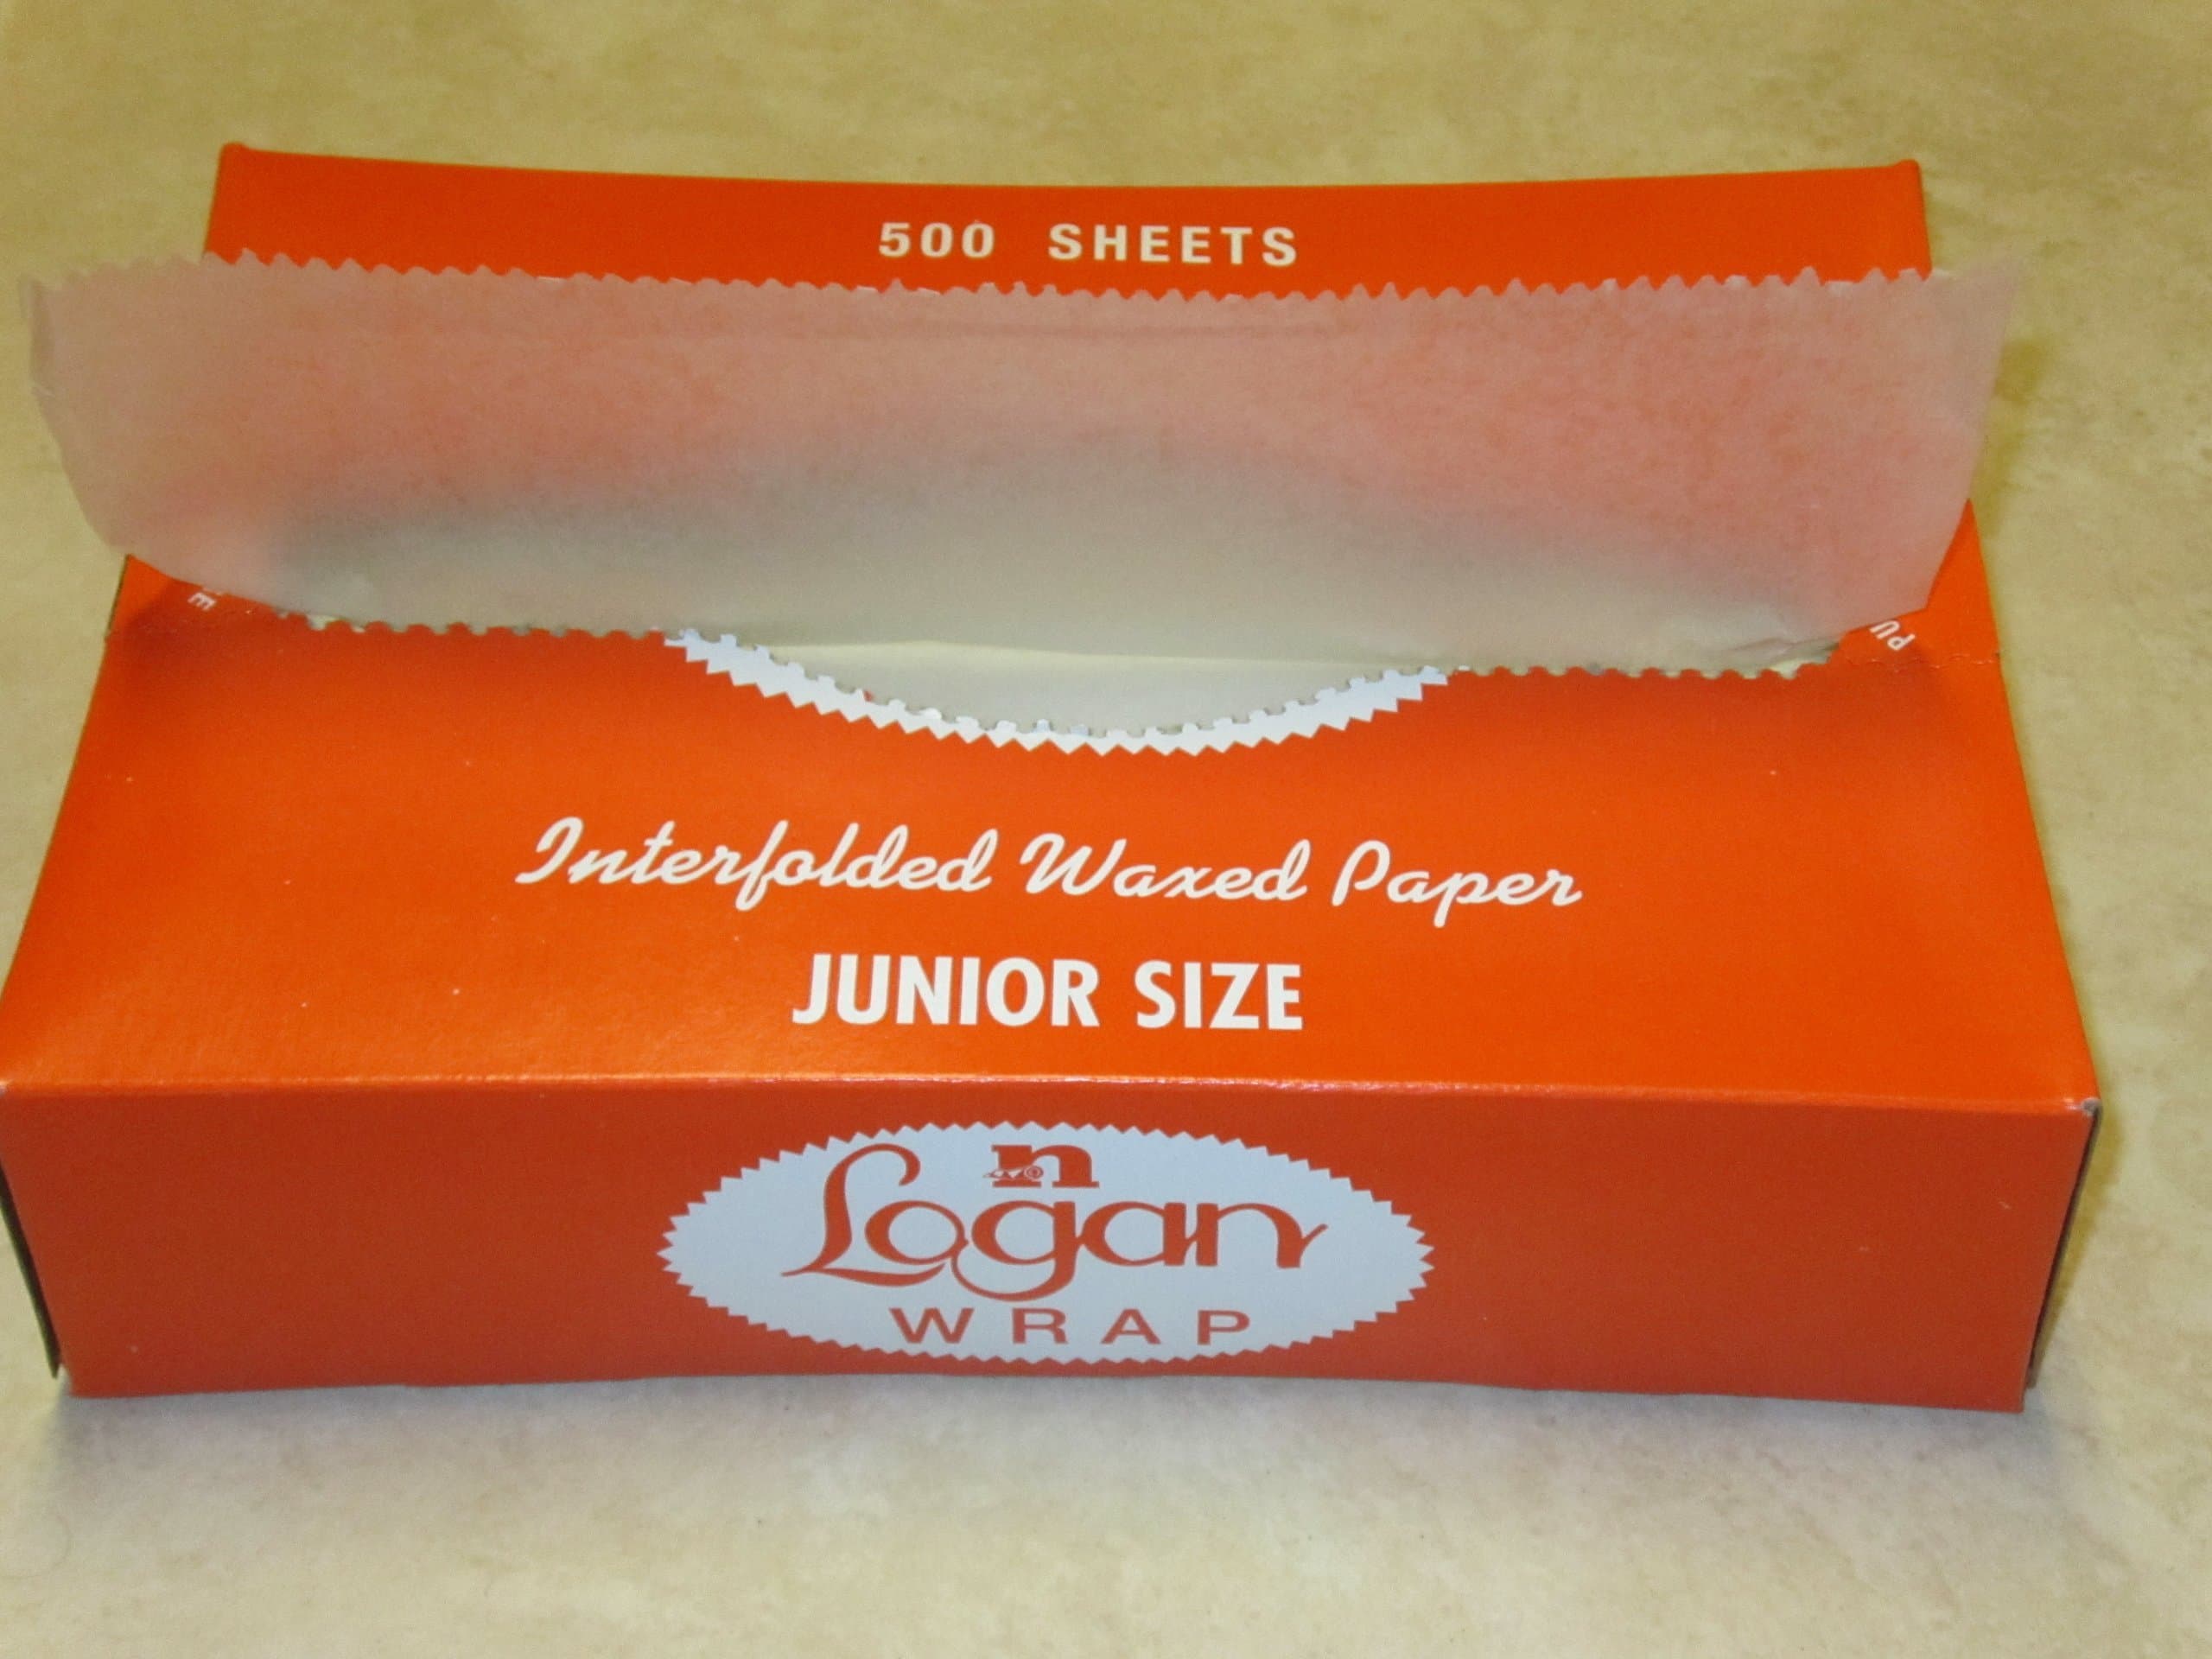 500 SHEETS
Interfolded Waxed Paper
JUNIOR SIZE
n
Logan
WRAP